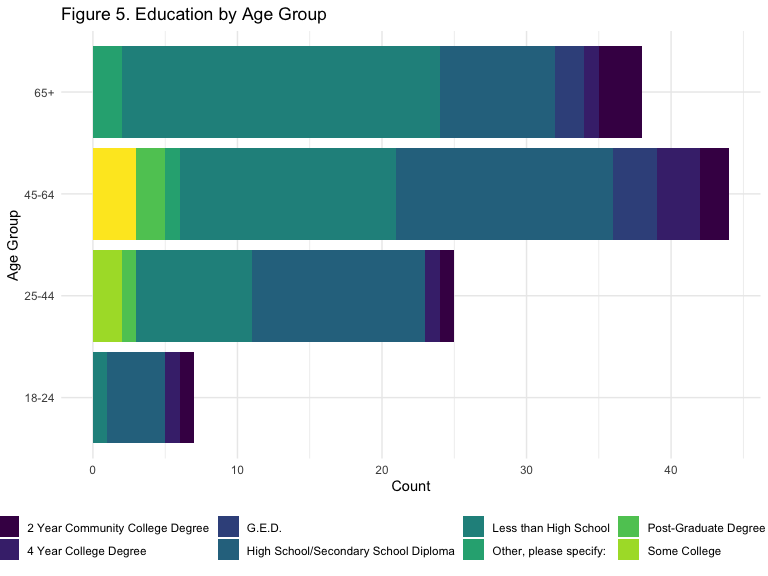 Figure 5. Education by Age Group
65+
45-64
25-44
18-24
Age Group
0 10 20 30 40
Count
2 Year Community College Degree G.E.D. Less than High School Post-Graduate Degree
4 Year College Degree High School/Secondary School Diploma Other, please specify: Some College